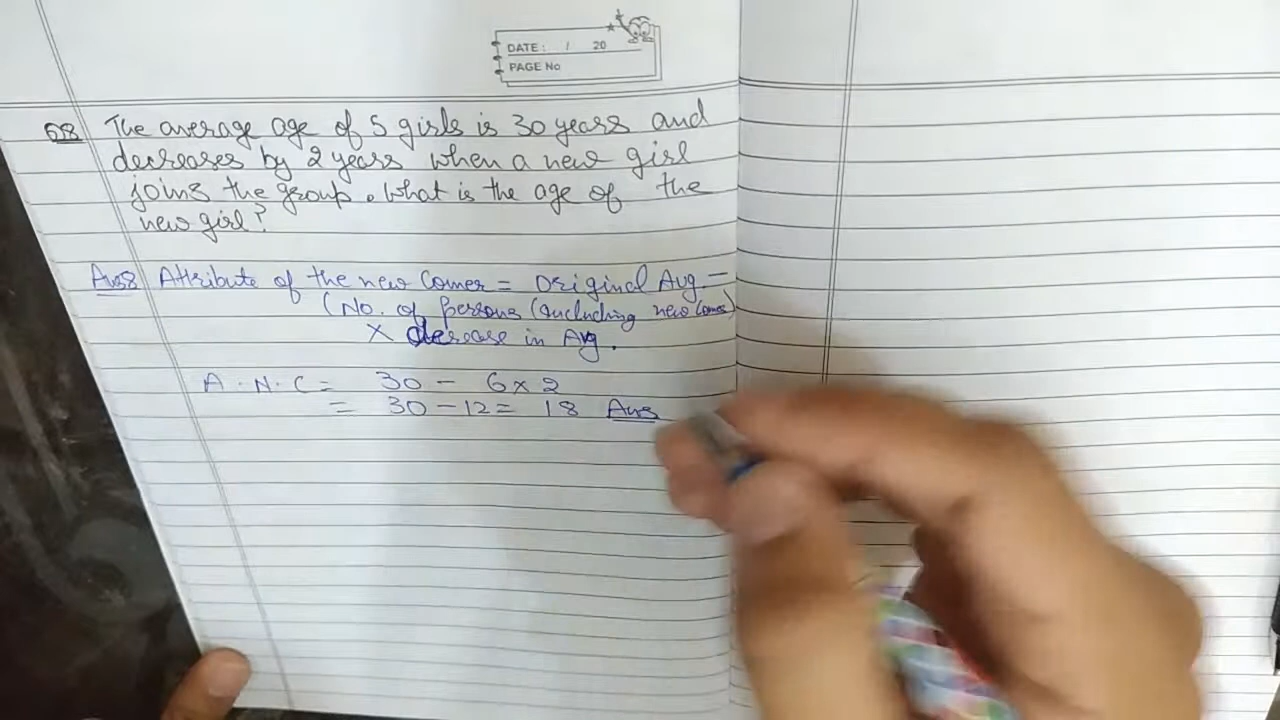 DATE: / 20
PAGE No
Q8 The average age of 5 girls is 30 years and
decreases by 2 years when a new girl
joins the group. What is the age of the
new girl?
Ans Attribute of the new Comer = Original Avg -
(No. of persons (including new Comer)
X decrease in Avg.
A.N.C = 30 - 6 x 2
= 30 - 12 = 18 Ans